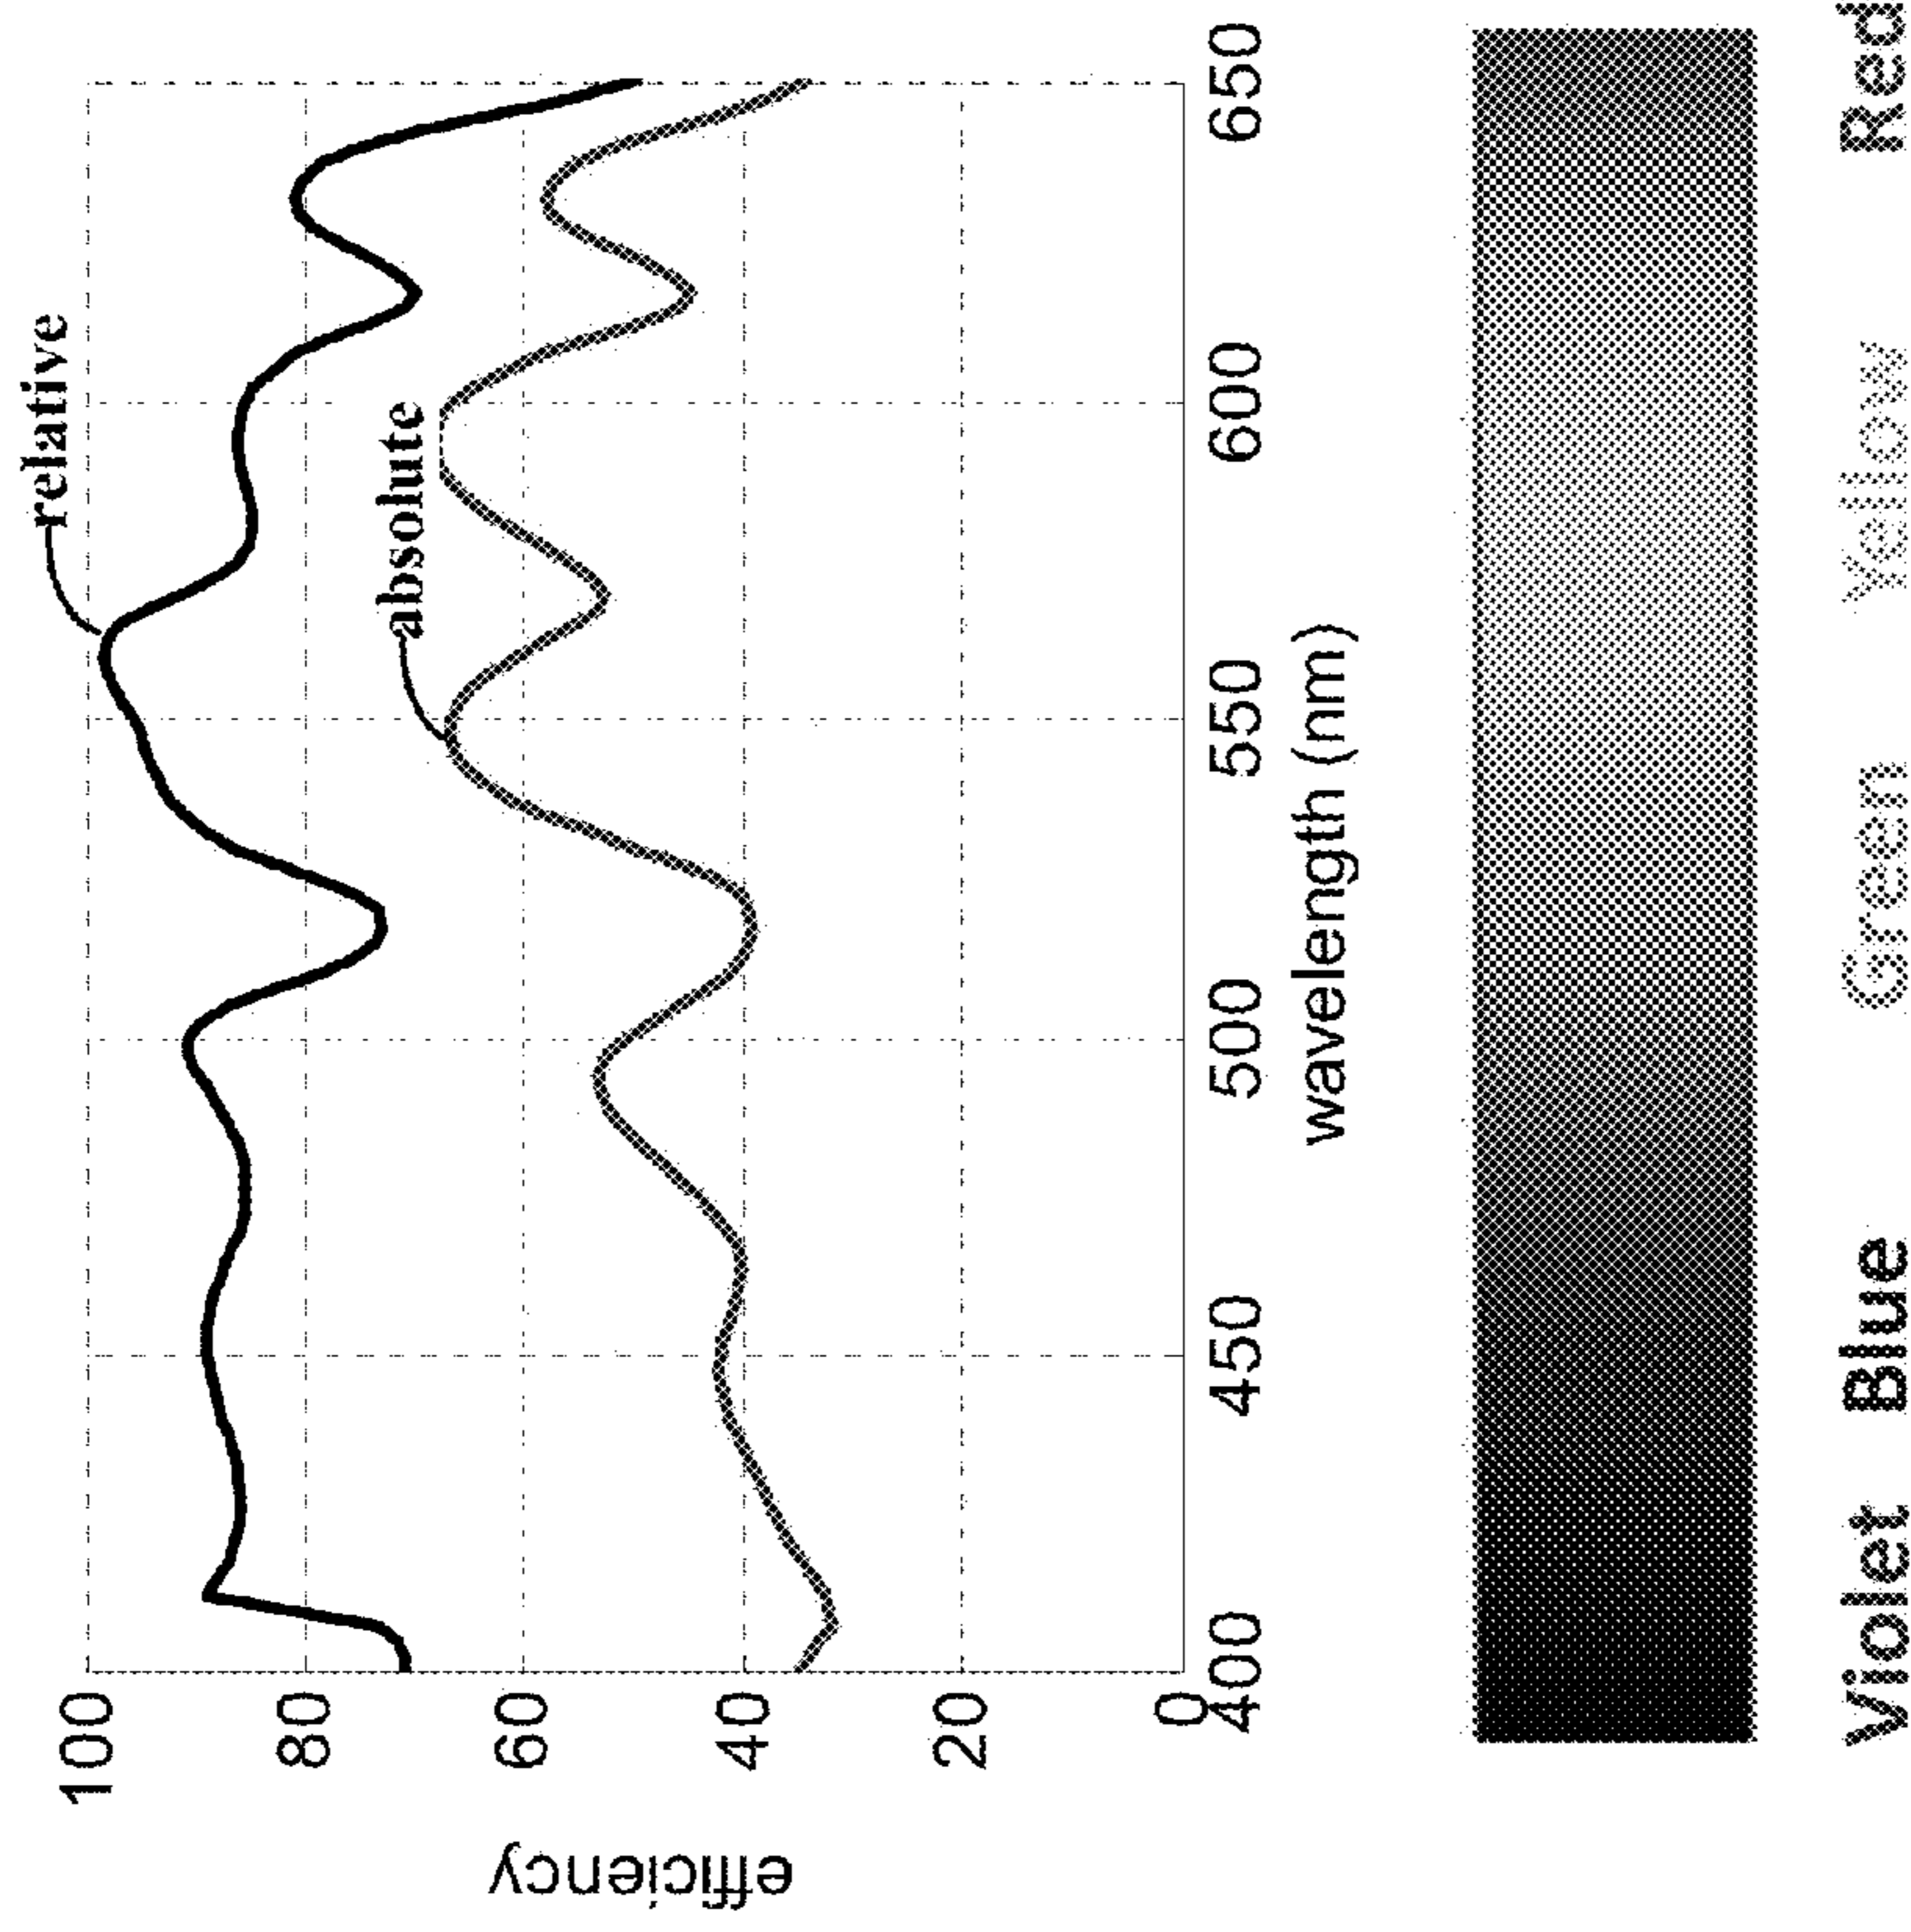 relative
absolute
efficiency
100
80
60
40
20
0
400 450 500 550 600 650
wavelength (nm)
Violet Blue Green Yellow Red